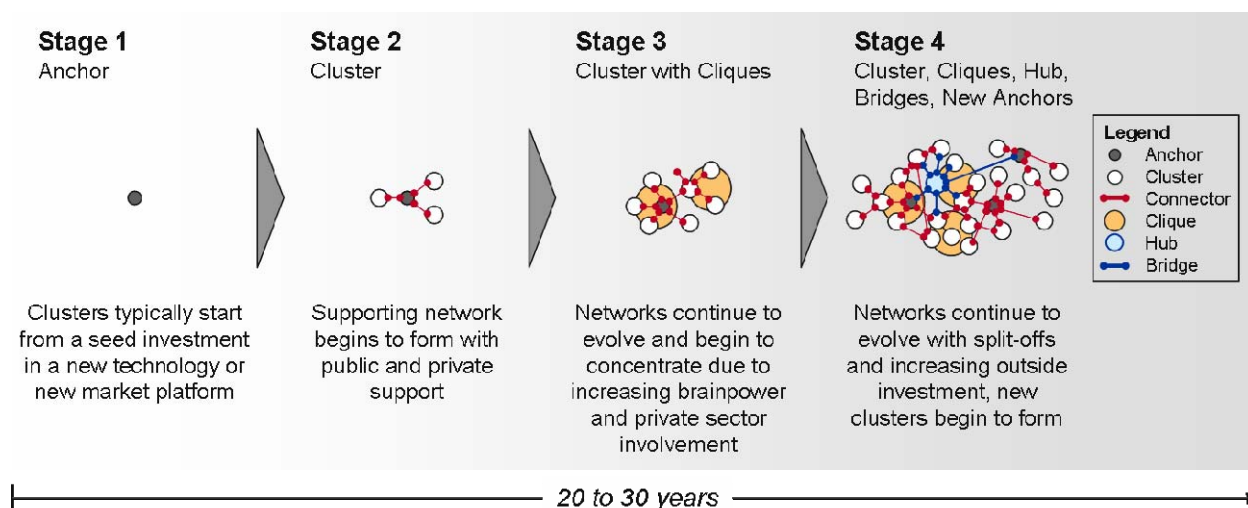 Stage 1
Anchor
Stage 2
Cluster
Stage 3
Cluster with Cliques
Stage 4
Cluster, Cliques, Hub,
Bridges, New Anchors
Legend
Anchor
Cluster
Connector
Clique
Hub
Bridge
Clusters typically start
from a seed investment
in a new technology or
new market platform
Supporting network
begins to form with
public and private
support
Networks continue to
evolve and begin to
concentrate due to
increasing brainpower
and private sector
involvement
Networks continue to
evolve with split-offs
and increasing outside
investment, new
clusters begin to form
20 to 30 years